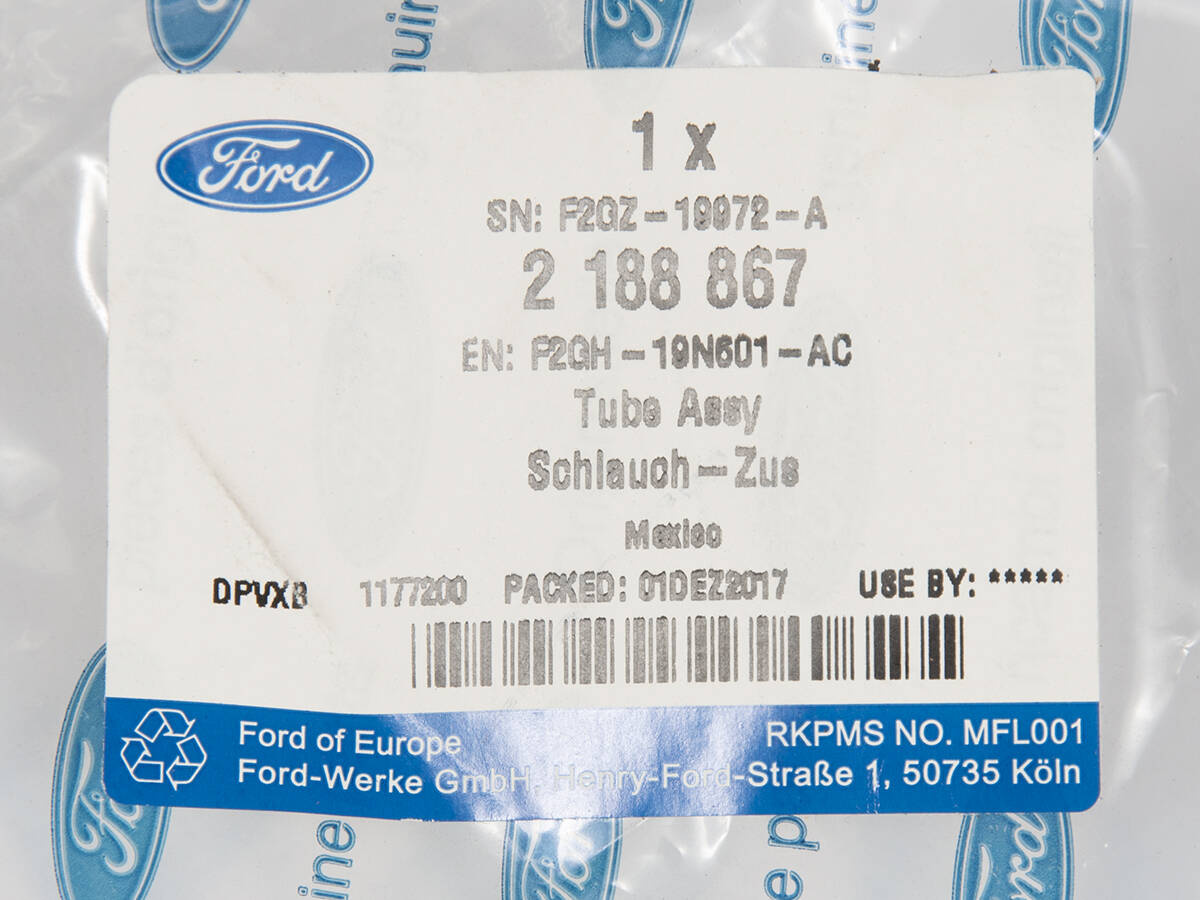 Ford
1 x
SN: F2GZ-19972-A
2 188 867
EN: F2GH-19N601-AC
Tube Assy
Schlauch-Zus
Mexico
DPVXB 1177200 PACKED: 01DEZ2017 USE BY: *****
Ford of Europe
RKPMS NO. MFL001
Ford-Werke GmbH, Henry-Ford-Straße 1, 50735 Köln